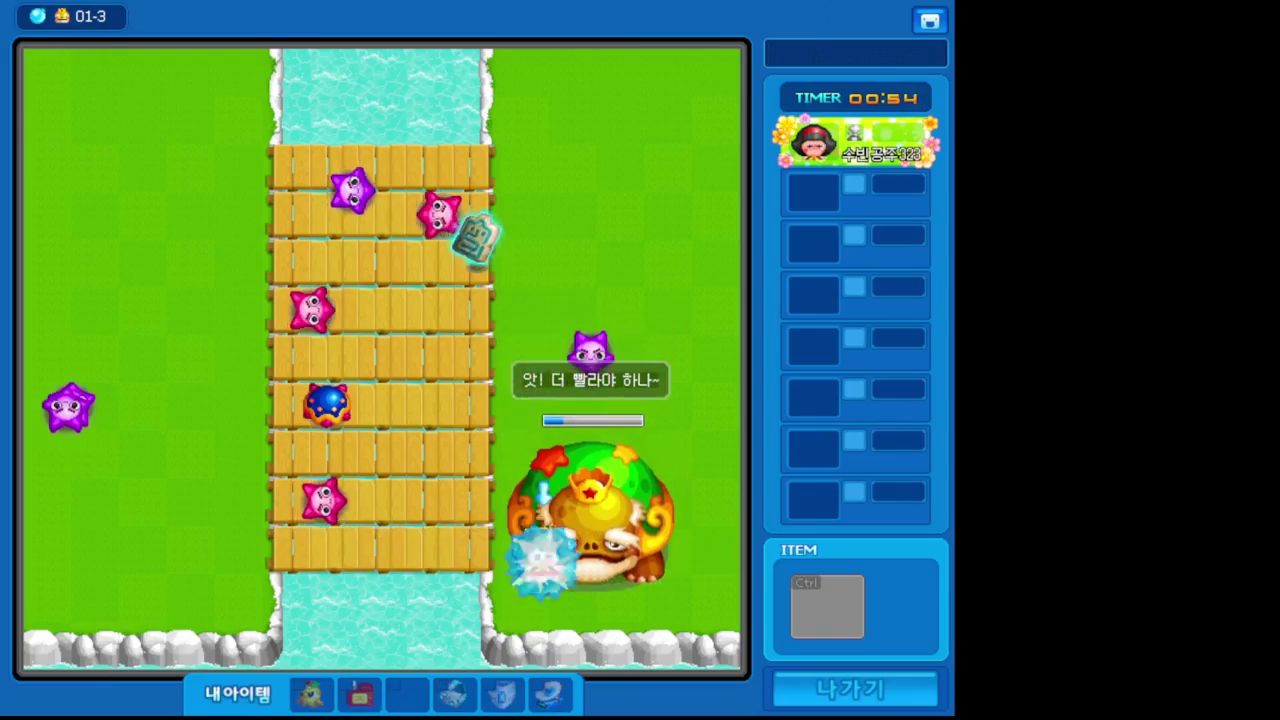 01-3
TIMER 00:54
수빈공주323
앗! 더 빨라야 하나~
ITEM
Ctrl
내 아이템
나가기